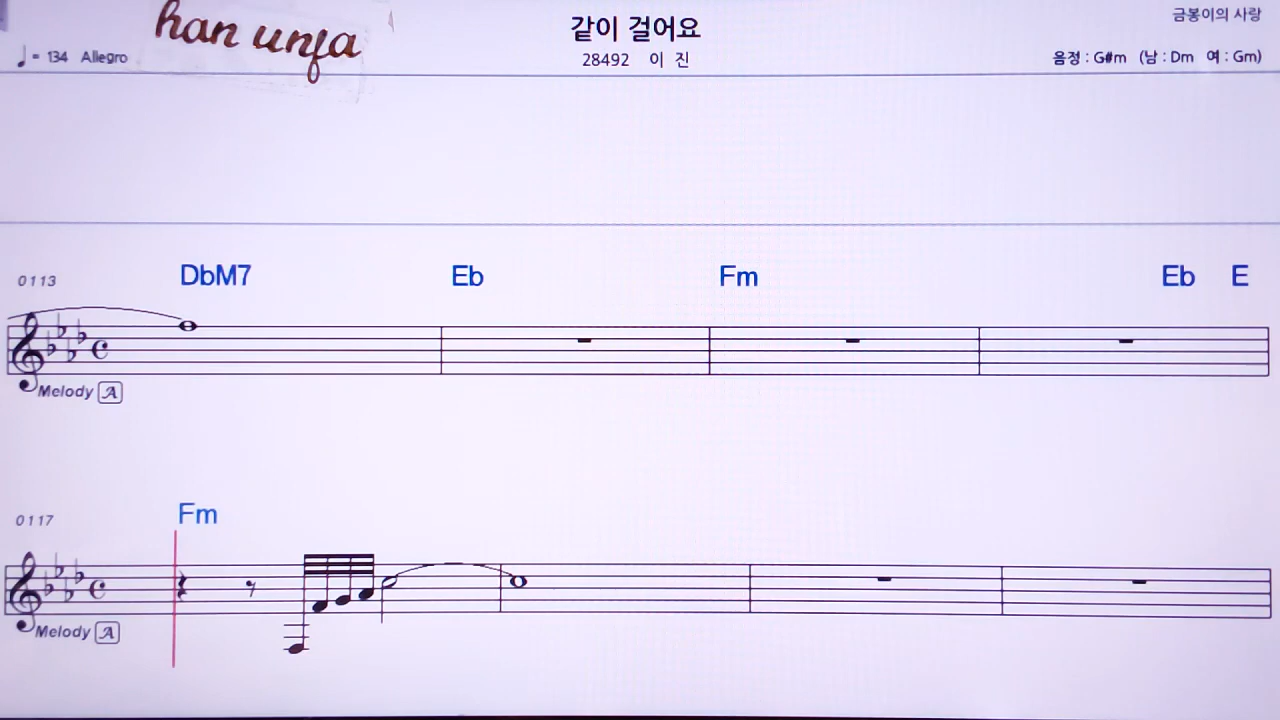 han unfa
같이 걸어요
금봉이의 사랑
♩ = 134 Allegro
28492 이 진
음정 : G#m (남 : Dm 여 : Gm)
0113 DbM7 Eb Fm Eb E
Melody A
0117 Fm
Melody A